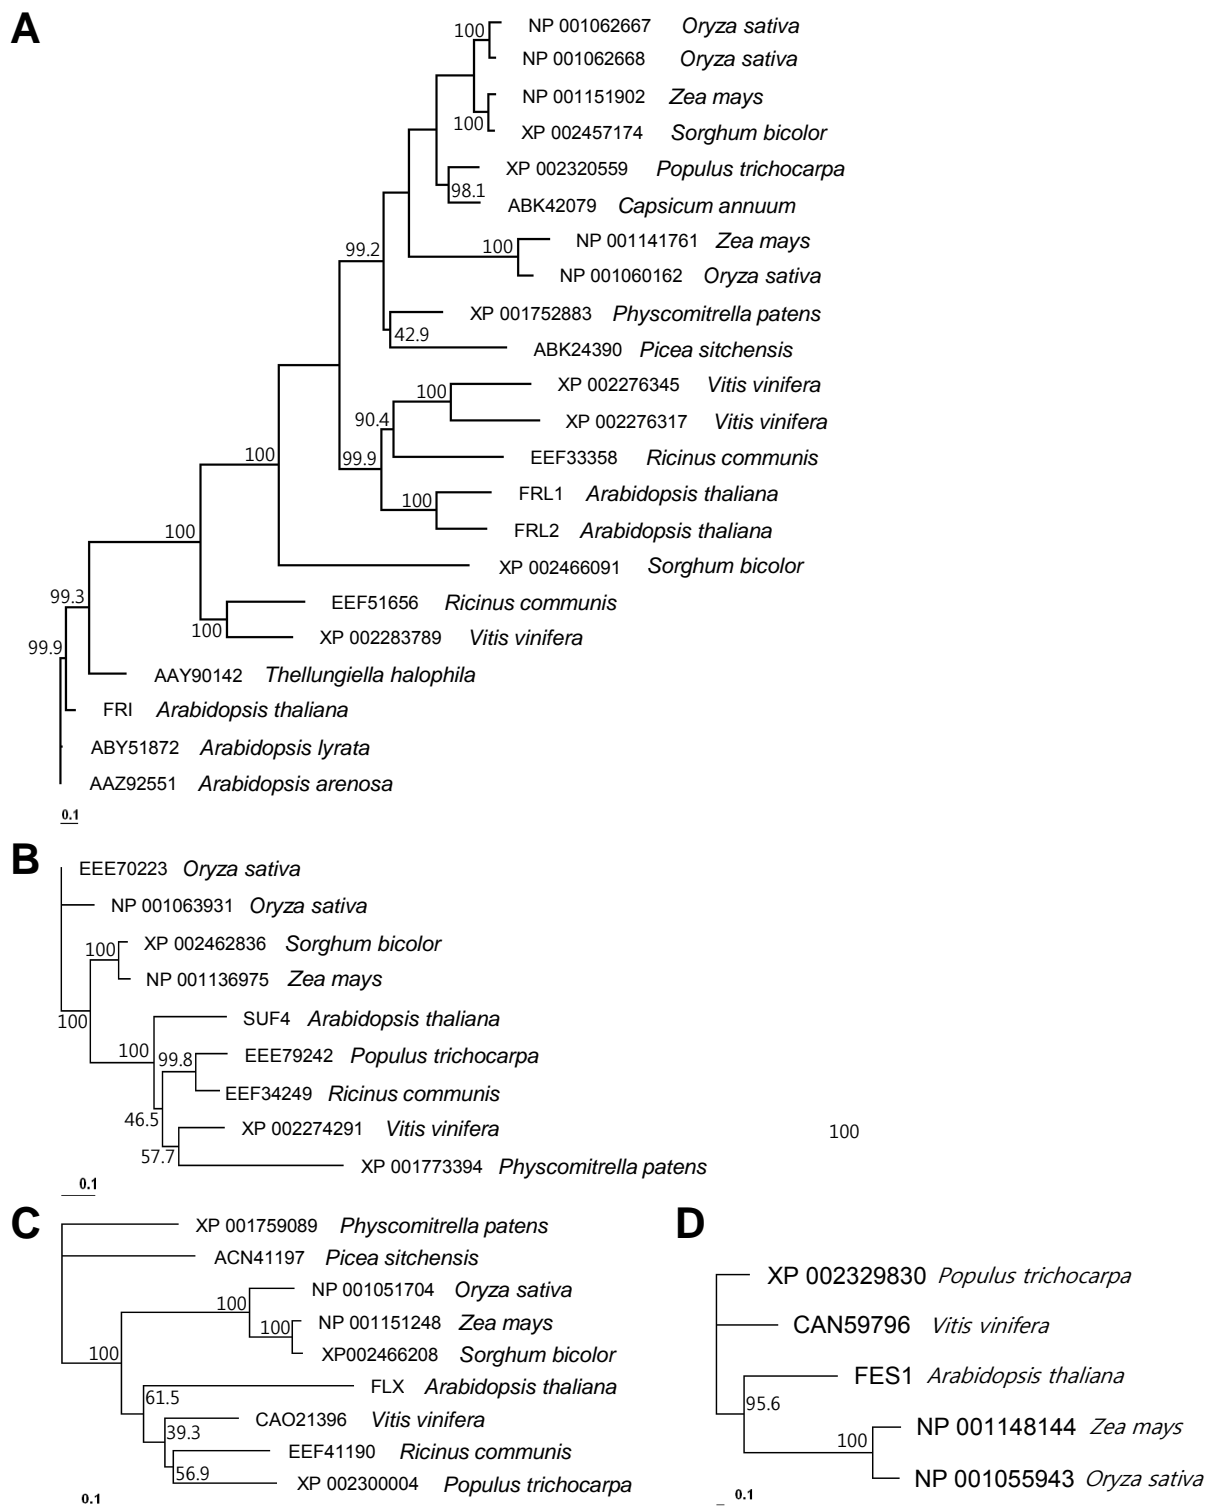 A
100 NP 001062667 Oryza sativa
NP 001062668 Oryza sativa
NP 001151902 Zea mays
100 XP 002457174 Sorghum bicolor
XP 002320559 Populus trichocarpa
98.1
ABK42079 Capsicum annuum
100 NP 001141761 Zea mays
99.2
NP 001060162 Oryza sativa
XP 001752883 Physcomitrella patens
42.9
ABK24390 Picea sitchensis
XP 002276345 Vitis vinifera
100
90.4 XP 002276317 Vitis vinifera
99.9 EEF33358 Ricinus communis
FRL1 Arabidopsis thaliana
100
FRL2 Arabidopsis thaliana
100
100
XP 002466091 Sorghum bicolor
99.3 EEF51656 Ricinus communis
100
XP 002283789 Vitis vinifera
99.9
AAY90142 Thellungiella halophila
FRI Arabidopsis thaliana
ABY51872 Arabidopsis lyrata
AAZ92551 Arabidopsis arenosa
0.1
B
EEE70223 Oryza sativa
NP 001063931 Oryza sativa
100 XP 002462836 Sorghum bicolor
NP 001136975 Zea mays
100
SUF4 Arabidopsis thaliana
100
99.8 EEE79242 Populus trichocarpa
EEF34249 Ricinus communis
46.5
XP 002274291 Vitis vinifera
100
57.7
XP 001773394 Physcomitrella patens
0.1
C
XP 001759089 Physcomitrella patens
ACN41197 Picea sitchensis
NP 001051704 Oryza sativa
100
100 NP 001151248 Zea mays
100 XP002466208 Sorghum bicolor
FLX Arabidopsis thaliana
61.5
CAO21396 Vitis vinifera
39.3
EEF41190 Ricinus communis
56.9
XP 002300004 Populus trichocarpa
0.1
D
XP 002329830 Populus trichocarpa
CAN59796 Vitis vinifera
FES1 Arabidopsis thaliana
95.6
NP 001148144 Zea mays
100
NP 001055943 Oryza sativa
0.1